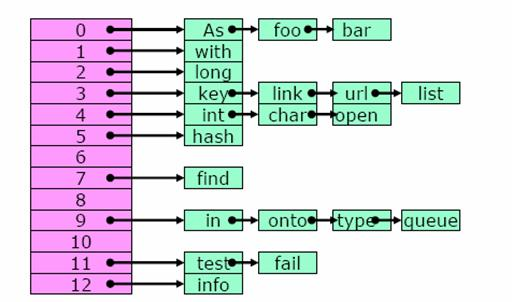 0 As foo bar
1 with
2 long
3 key link url list
4 int char open
5 hash
6
7 find
8
9 in onto type queue
10
11 test fail
12 info